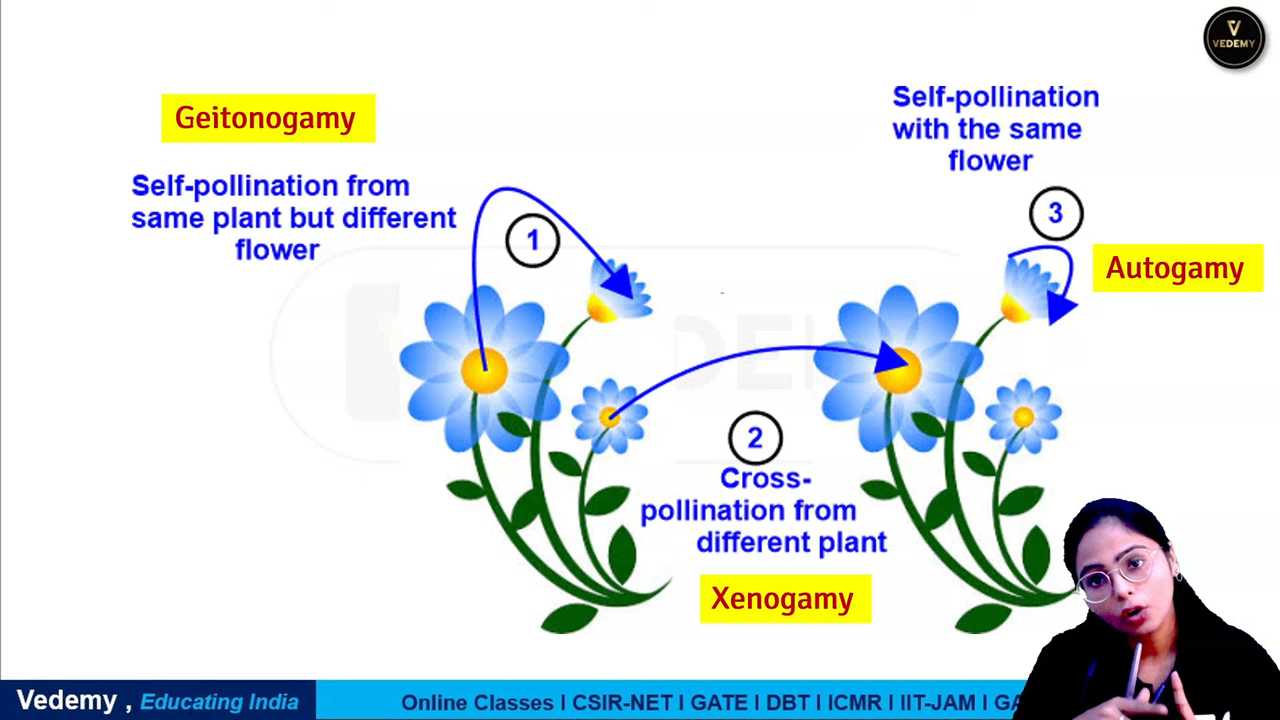 VEDEMY
Geitonogamy
Self-pollination from
same plant but different
flower
1
Self-pollination
with the same
flower
3
Autogamy
2
Cross-
pollination from
different plant
Xenogamy
Vedemy , Educating India
Online Classes I CSIR-NET I GATE I DBT I ICMR I IIT-JAM I